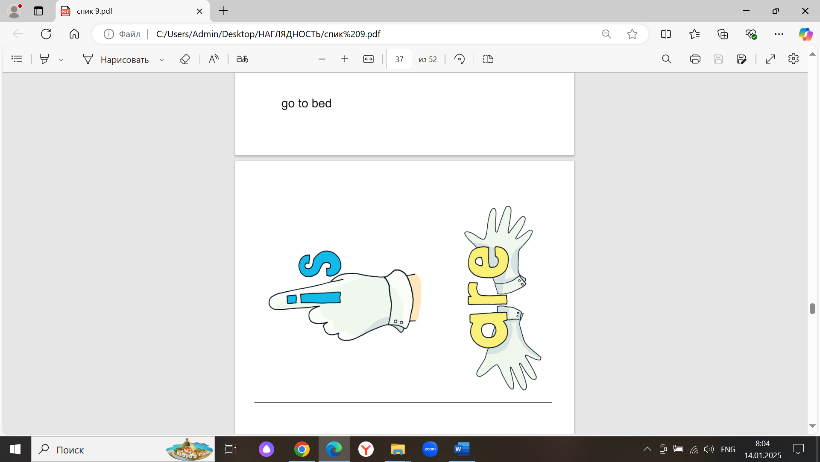 спик 9.pdf
Файл
C:/Users/Admin/Desktop/НАГЛЯДНОСТЬ/спик%209.pdf
Нарисовать
37 из 52
go to bed
is
are
Поиск
zoom
ENG
8:04
14.01.2025